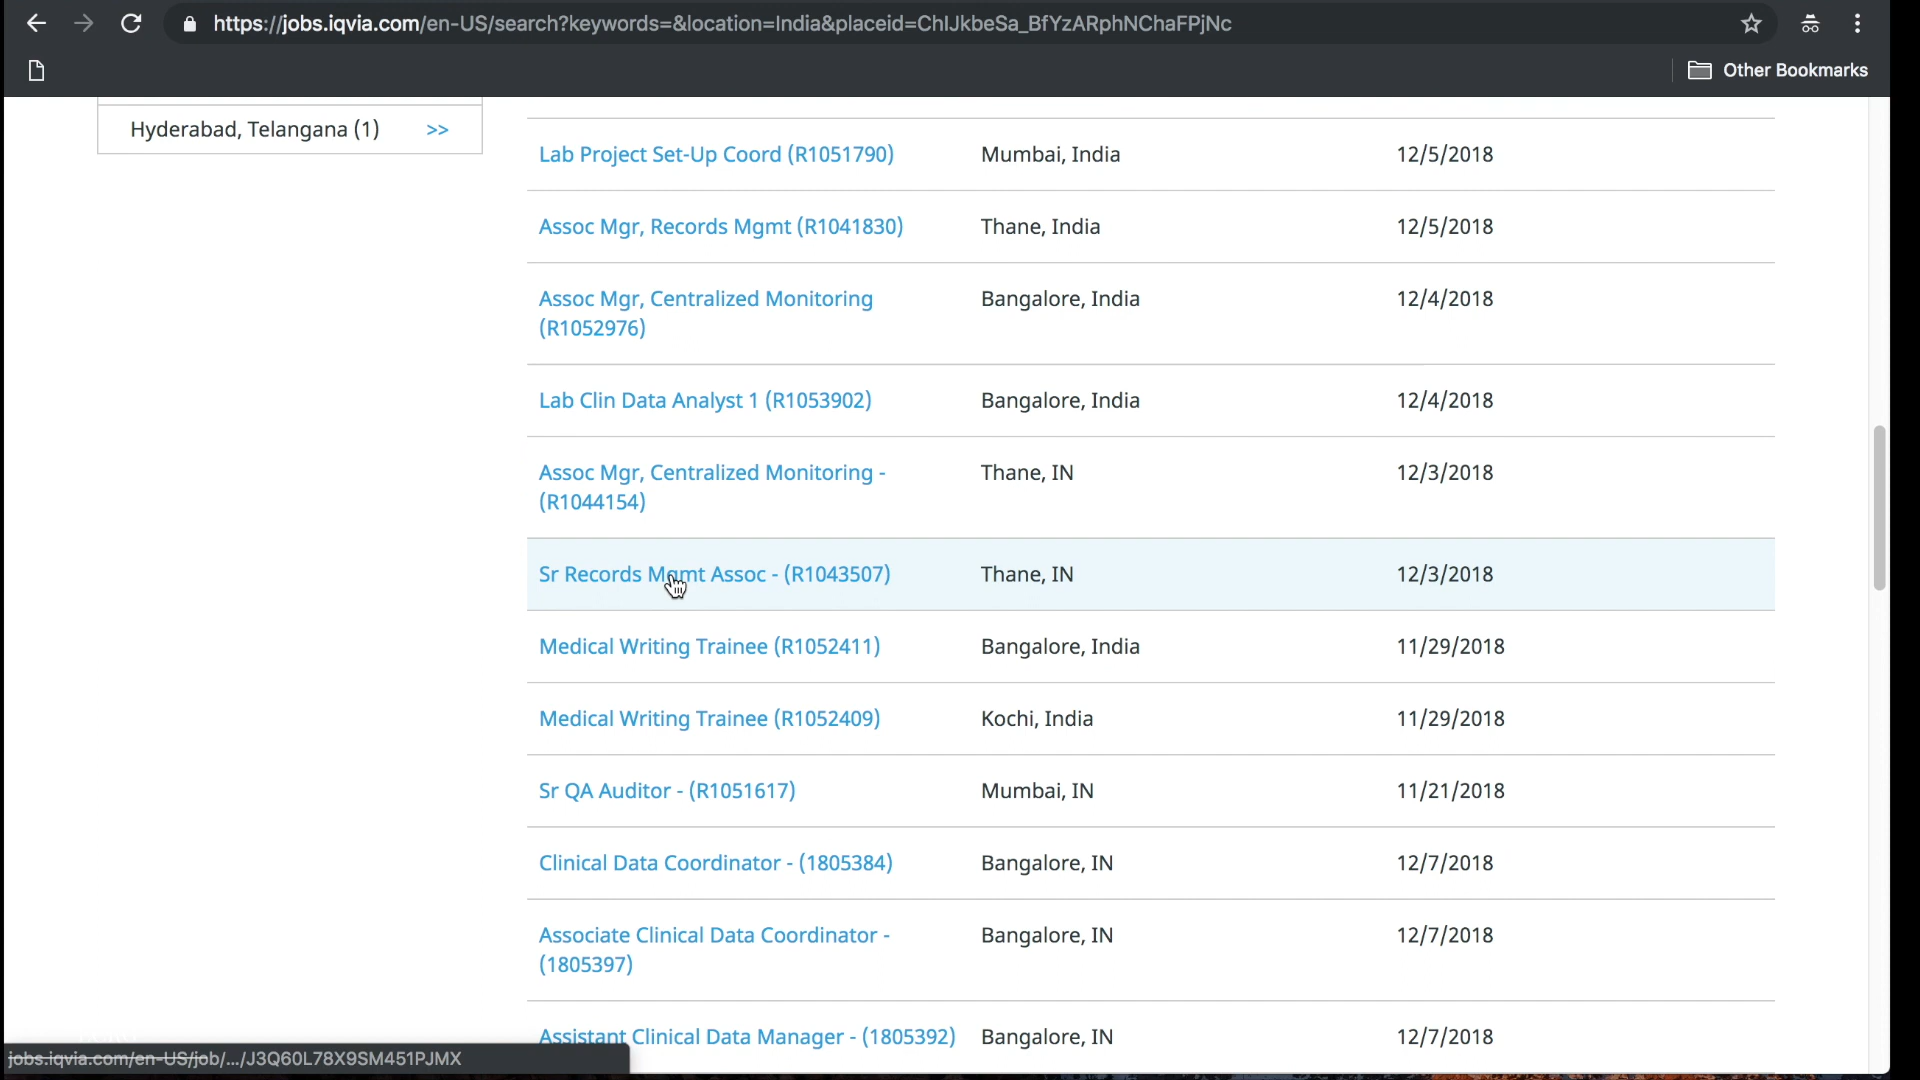 https://jobs.iqvia.com/en-US/search?keywords=&location=India&placeid=ChIJkbeSa_BfYzARphNChaFPjNc
Other Bookmarks
Hyderabad, Telangana (1) >>
Lab Project Set-Up Coord (R1051790) Mumbai, India 12/5/2018
Assoc Mgr, Records Mgmt (R1041830) Thane, India 12/5/2018
Assoc Mgr, Centralized Monitoring Bangalore, India 12/4/2018
(R1052976)
Lab Clin Data Analyst 1 (R1053902) Bangalore, India 12/4/2018
Assoc Mgr, Centralized Monitoring - Thane, IN 12/3/2018
(R1044154)
Sr Records Mgmt Assoc - (R1043507) Thane, IN 12/3/2018
Medical Writing Trainee (R1052411) Bangalore, India 11/29/2018
Medical Writing Trainee (R1052409) Kochi, India 11/29/2018
Sr QA Auditor - (R1051617) Mumbai, IN 11/21/2018
Clinical Data Coordinator - (1805384) Bangalore, IN 12/7/2018
Associate Clinical Data Coordinator - Bangalore, IN 12/7/2018
(1805397)
Assistant Clinical Data Manager - (1805392) Bangalore, IN 12/7/2018
jobs.iqvia.com/en-US/job/.../J3Q60L78X9SM451PJMX